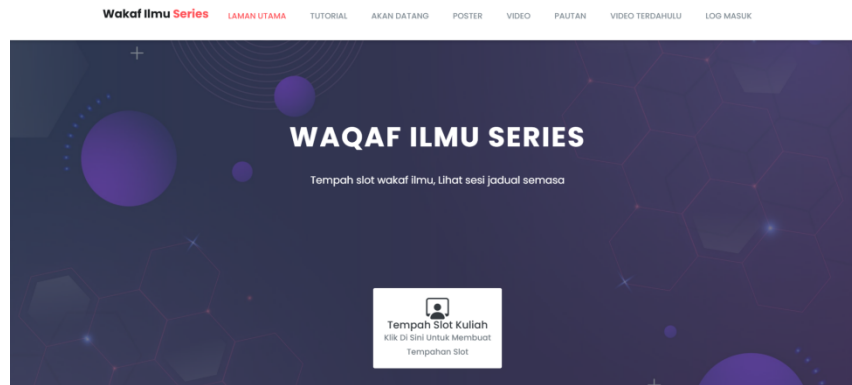 Wakaf Ilmu Series LAMAN UTAMA TUTORIAL AKAN DATANG POSTER VIDEO PAUTAN VIDEO TERDAHULU LOG MASUK
WAQAF ILMU SERIES
Tempah slot wakaf ilmu, Lihat sesi jadual semasa
Tempah Slot Kuliah
Klik Di Sini Untuk Membuat
Tempahan Slot